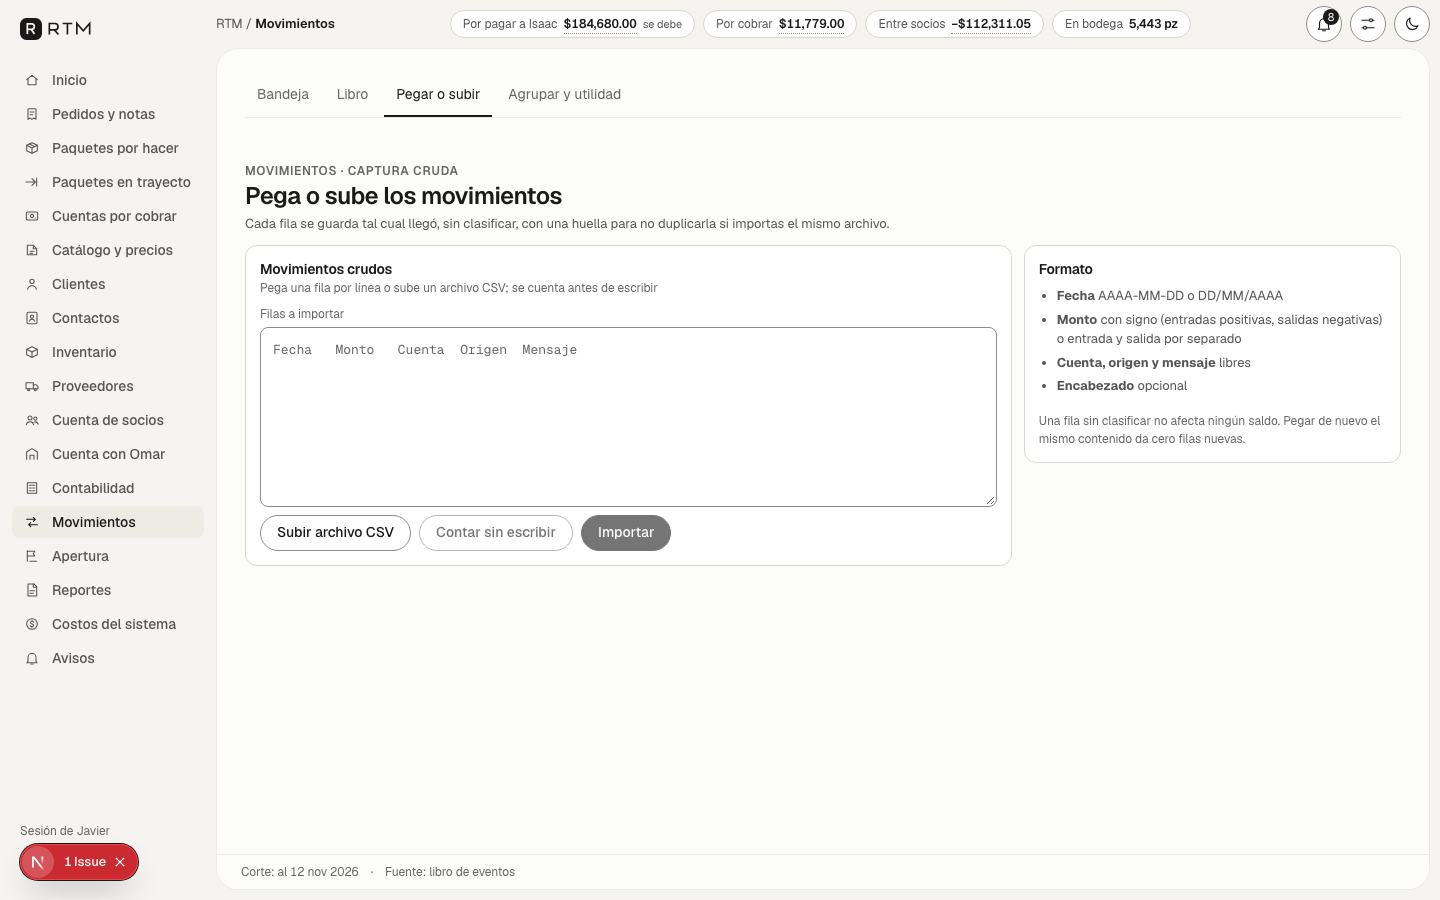 R RTM
RTM / Movimientos
Por pagar a Isaac $184,680.00 se debe
Por cobrar $11,779.00
Entre socios −$112,311.05
En bodega 5,443 pz
8
Inicio
Pedidos y notas
Paquetes por hacer
Paquetes en trayecto
Cuentas por cobrar
Catálogo y precios
Clientes
Contactos
Inventario
Proveedores
Cuenta de socios
Cuenta con Omar
Contabilidad
Movimientos
Apertura
Reportes
Costos del sistema
Avisos
Sesión de Javier
N 1 Issue
Bandeja Libro Pegar o subir Agrupar y utilidad
MOVIMIENTOS · CAPTURA CRUDA
Pega o sube los movimientos
Cada fila se guarda tal cual llegó, sin clasificar, con una huella para no duplicarla si importas el mismo archivo.
Movimientos crudos
Pega una fila por línea o sube un archivo CSV; se cuenta antes de escribir
Filas a importar
Fecha Monto Cuenta Origen Mensaje
Subir archivo CSV
Contar sin escribir
Importar
Formato
• Fecha AAAA-MM-DD o DD/MM/AAAA
• Monto con signo (entradas positivas, salidas negativas)
o entrada y salida por separado
• Cuenta, origen y mensaje libres
• Encabezado opcional
Una fila sin clasificar no afecta ningún saldo. Pegar de nuevo el
mismo contenido da cero filas nuevas.
Corte: al 12 nov 2026 · Fuente: libro de eventos